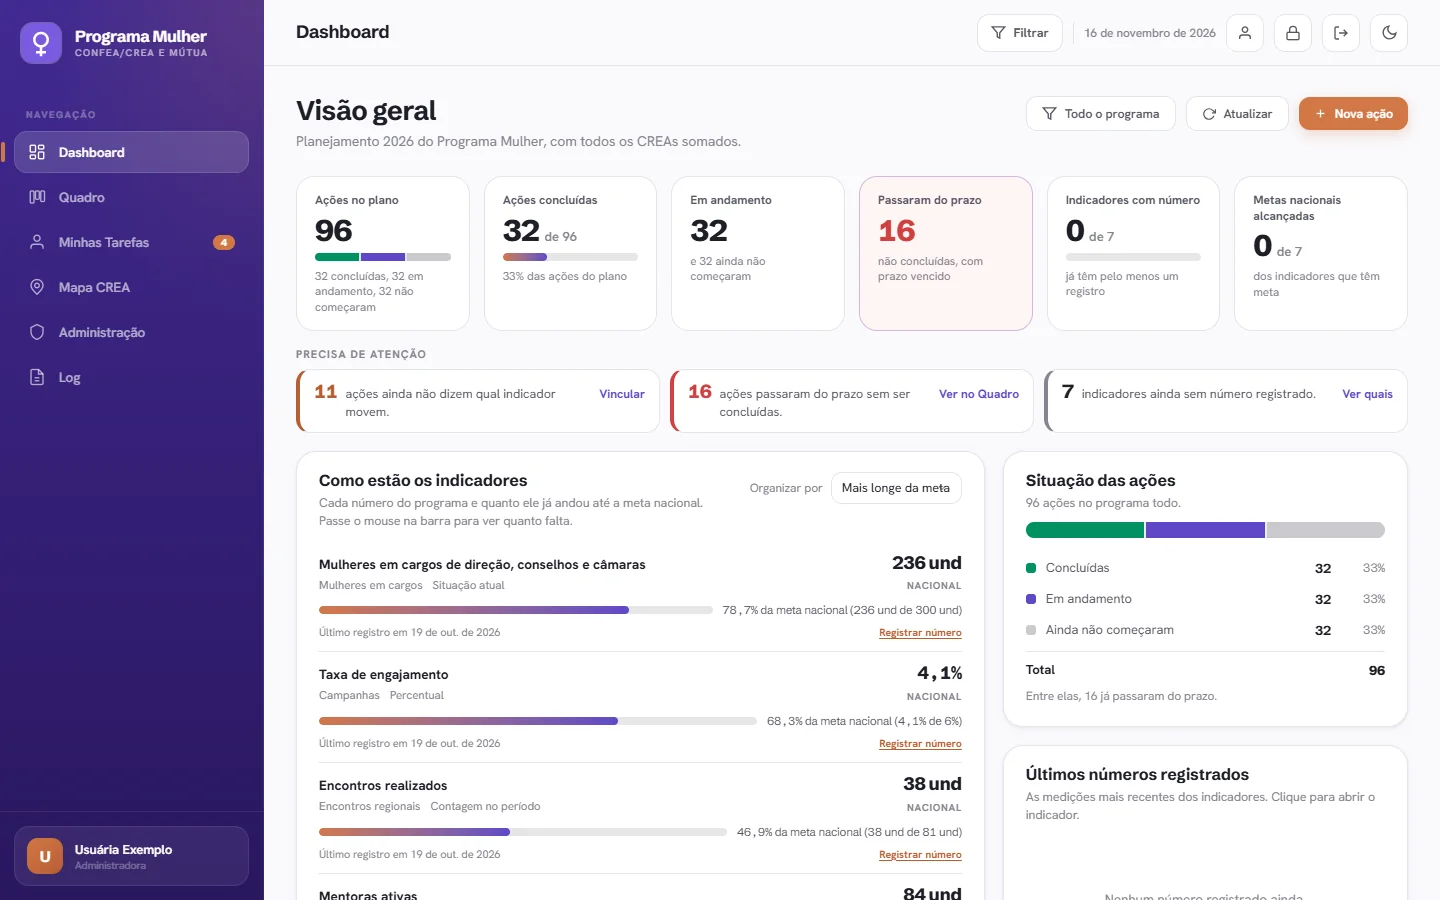 Programa Mulher
CONFEA/CREA E MÚTUA
NAVEGAÇÃO
Dashboard
Quadro
Minhas Tarefas 4
Mapa CREA
Administração
Log
U
Usuária Exemplo
Administradora
Dashboard
Filtrar
16 de novembro de 2026
Visão geral
Planejamento 2026 do Programa Mulher, com todos os CREAs somados.
Todo o programa
Atualizar
+ Nova ação
Ações no plano
96
32 concluídas, 32 em
andamento, 32 não
começaram
Ações concluídas
32 de 96
33% das ações do plano
Em andamento
32
e 32 ainda não
começaram
Passaram do prazo
16
não concluídas, com
prazo vencido
Indicadores com número
0 de 7
já têm pelo menos um
registro
Metas nacionais
alcançadas
0 de 7
dos indicadores que têm
meta
PRECISA DE ATENÇÃO
11 ações ainda não dizem qual indicador
movem.
Vincular
16 ações passaram do prazo sem ser
concluídas.
Ver no Quadro
7 indicadores ainda sem número registrado.
Ver quais
Como estão os indicadores
Cada número do programa e quanto ele já andou até a meta nacional.
Passe o mouse na barra para ver quanto falta.
Organizar por
Mais longe da meta
Mulheres em cargos de direção, conselhos e câmaras
236 und
Mulheres em cargos Situação atual
NACIONAL
78,7% da meta nacional (236 und de 300 und)
Último registro em 19 de out. de 2026
Registrar número
Taxa de engajamento
4,1%
Campanhas Percentual
NACIONAL
68,3% da meta nacional (4,1% de 6%)
Último registro em 19 de out. de 2026
Registrar número
Encontros realizados
38 und
Encontros regionais Contagem no período
NACIONAL
46,9% da meta nacional (38 und de 81 und)
Último registro em 19 de out. de 2026
Registrar número
Mentoras ativas
84 und
Situação das ações
96 ações no programa todo.
Concluídas 32 33%
Em andamento 32 33%
Ainda não começaram 32 33%
Total 96
Entre elas, 16 já passaram do prazo.
Últimos números registrados
As medições mais recentes dos indicadores. Clique para abrir o
indicador.
Nenhum número registrado ainda